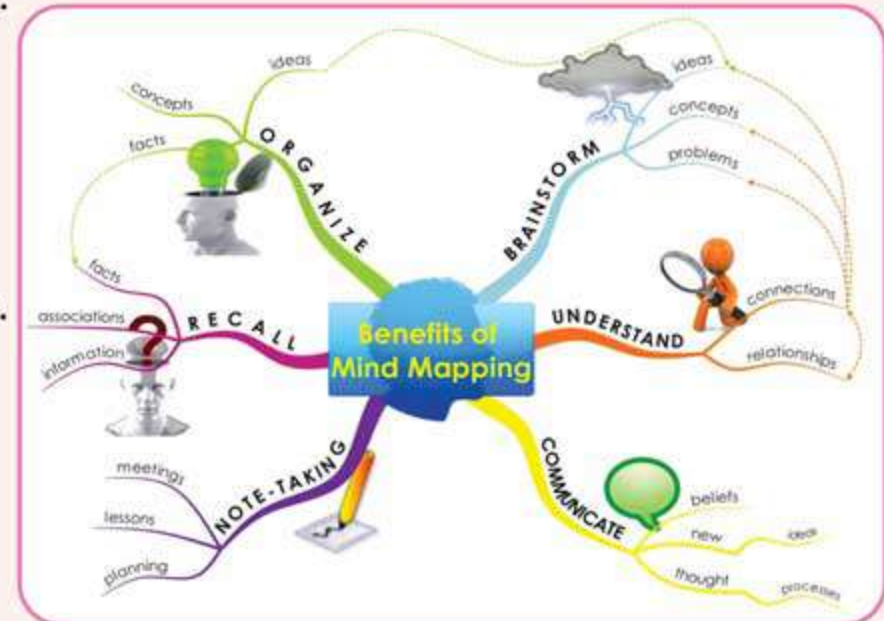 Benefits of
Mind Mapping
ORGANIZE
ideas
concepts
facts
BRAINSTORM
ideas
concepts
problems
UNDERSTAND
connections
relationships
COMMUNICATE
beliefs
new
ideas
thought
processes
NOTE-TAKING
meetings
lessons
planning
RECALL
facts
associations
information